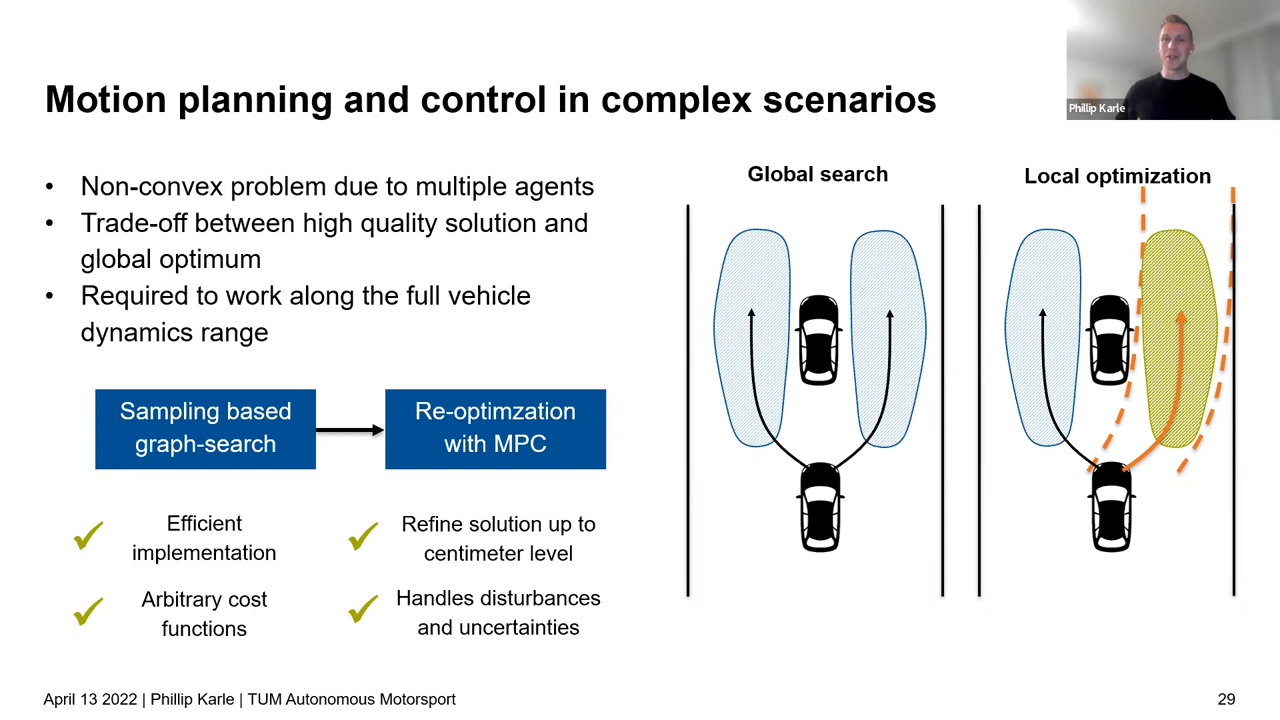 Motion planning and control in complex scenarios
Phillip Karle
• Non-convex problem due to multiple agents
• Trade-off between high quality solution and
global optimum
• Required to work along the full vehicle
dynamics range
Sampling based
graph-search
Re-optimzation
with MPC
Efficient
implementation
Refine solution up to
centimeter level
Arbitrary cost
functions
Handles disturbances
and uncertainties
Global search
Local optimization
April 13 2022 | Phillip Karle | TUM Autonomous Motorsport
29